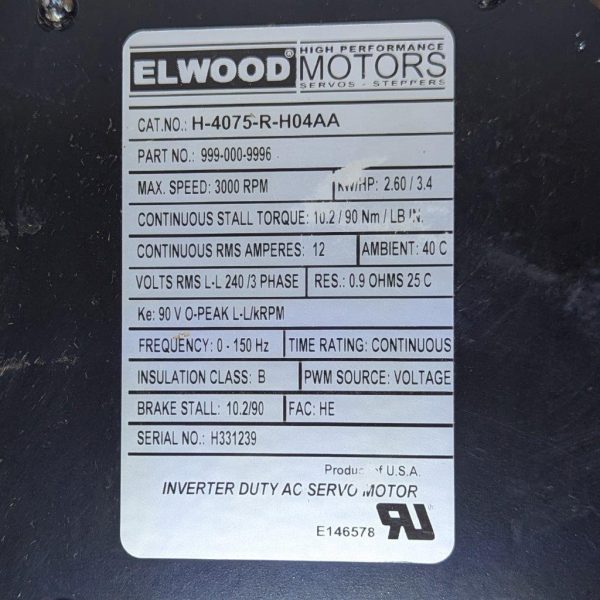 ELWOOD® HIGH PERFORMANCE
MOTORS
SERVOS - STEPPERS
CAT.NO.: H-4075-R-H04AA
PART NO.: 999-000-9996
MAX. SPEED: 3000 RPM KW/HP: 2.60 / 3.4
CONTINUOUS STALL TORQUE: 10.2 / 90 Nm / LB IN.
CONTINUOUS RMS AMPERES: 12 AMBIENT: 40 C
VOLTS RMS L-L 240 /3 PHASE RES.: 0.9 OHMS 25 C
Ke: 90 V O-PEAK L-L/kRPM
FREQUENCY: 0 - 150 Hz TIME RATING: CONTINUOUS
INSULATION CLASS: B PWM SOURCE: VOLTAGE
BRAKE STALL: 10.2/90 FAC: HE
SERIAL NO.: H331239
Product of U.S.A.
INVERTER DUTY AC SERVO MOTOR
E146578 RU